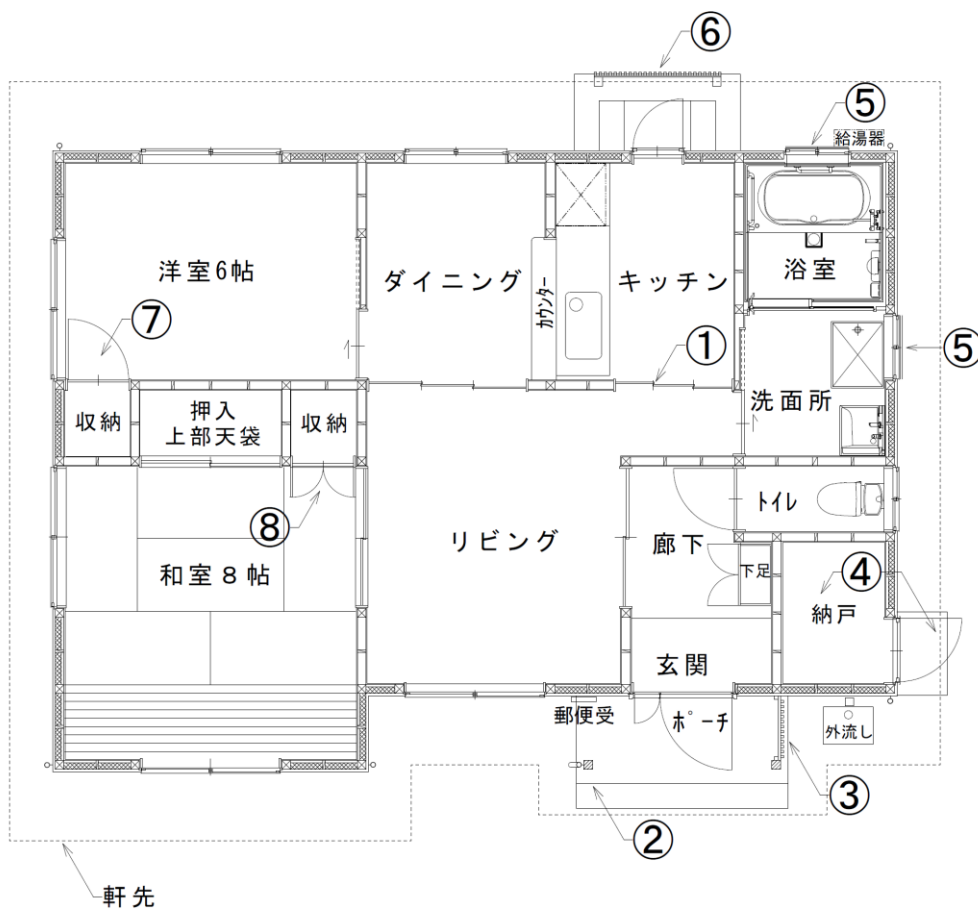 ⑥
⑤
給湯器
洋室6帖
ダイニング
カウンター
キッチン
浴室
⑦
①
⑤
収納
押入
上部天袋
収納
洗面所
⑧
リビング
廊下
トイレ
和室8帖
下足
④
納戸
玄関
郵便受
ポーチ
外流し
③
②
軒先